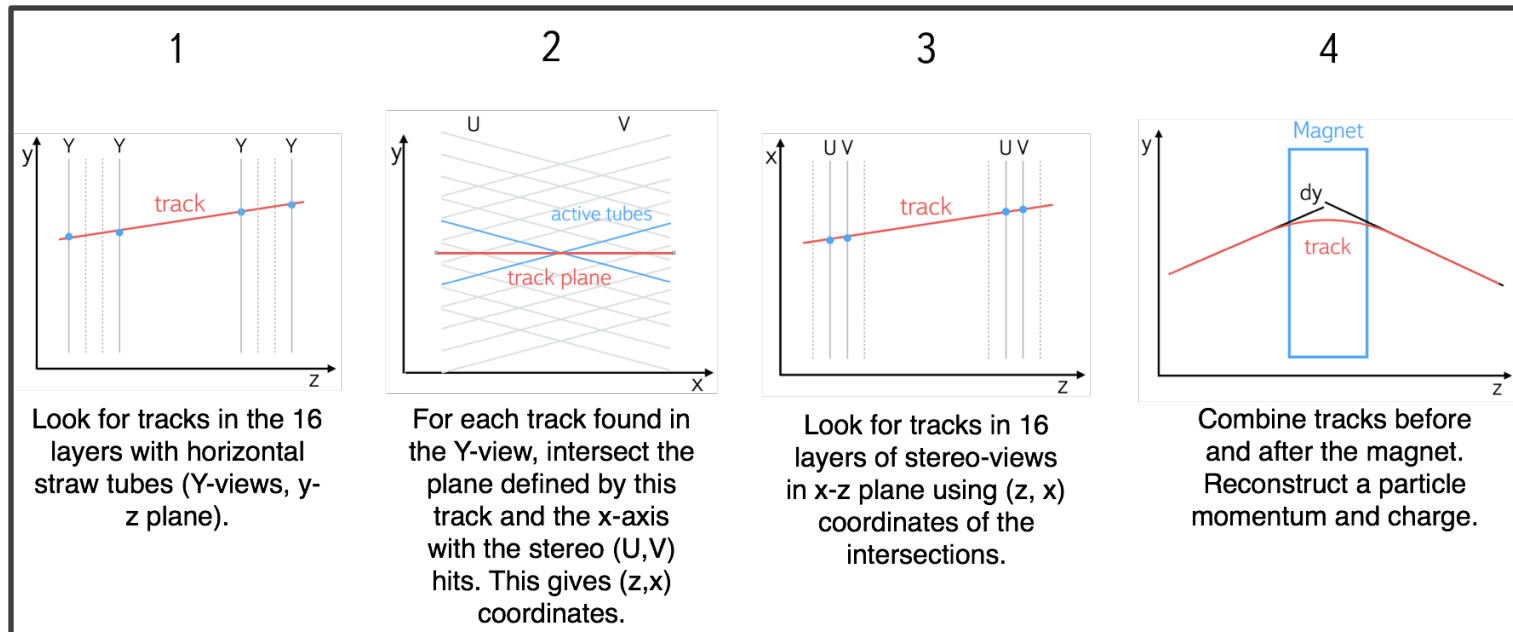 1
2
3
4
Y Y Y Y
y
track
z
Look for tracks in the 16
layers with horizontal
straw tubes (Y-views, y-
z plane).
U V
y
active tubes
track plane
x
For each track found in
the Y-view, intersect the
plane defined by this
track and the x-axis
with the stereo (U,V)
hits. This gives (z,x)
coordinates.
U V U V
x
track
z
Look for tracks in 16
layers of stereo-views
in x-z plane using (z, x)
coordinates of the
intersections.
Magnet
y
dy
track
z
Combine tracks before
and after the magnet.
Reconstruct a particle
momentum and charge.